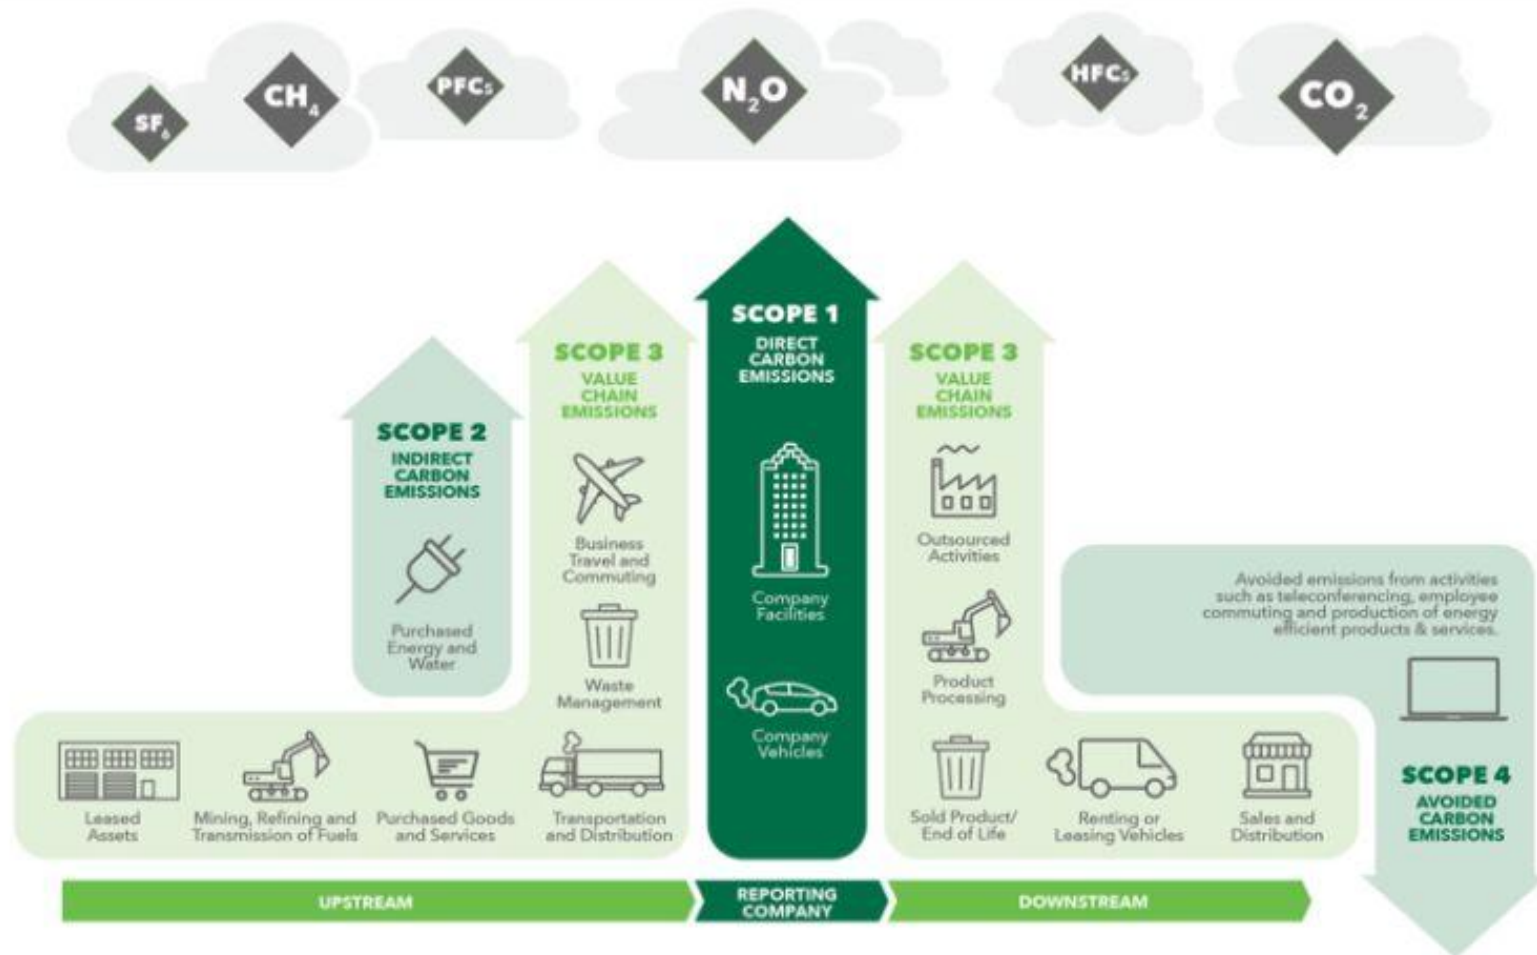 SF6
CH4
PFCs
N2O
HFCs
CO2
SCOPE 1
DIRECT
CARBON
EMISSIONS
Company
Facilities
Company
Vehicles
SCOPE 2
INDIRECT
CARBON
EMISSIONS
Purchased
Energy and
Water
SCOPE 3
VALUE
CHAIN
EMISSIONS
Business
Travel and
Commuting
Waste
Management
Leased
Assets
Mining, Refining and
Transmission of Fuels
Purchased Goods
and Services
Transportation
and Distribution
SCOPE 3
VALUE
CHAIN
EMISSIONS
Outsourced
Activities
Product
Processing
Sold Product/
End of Life
Renting or
Leasing Vehicles
Sales and
Distribution
Avoided emissions from activities
such as teleconferencing, employee
commuting and production of energy
efficient products & services.
SCOPE 4
AVOIDED
CARBON
EMISSIONS
UPSTREAM
REPORTING
COMPANY
DOWNSTREAM